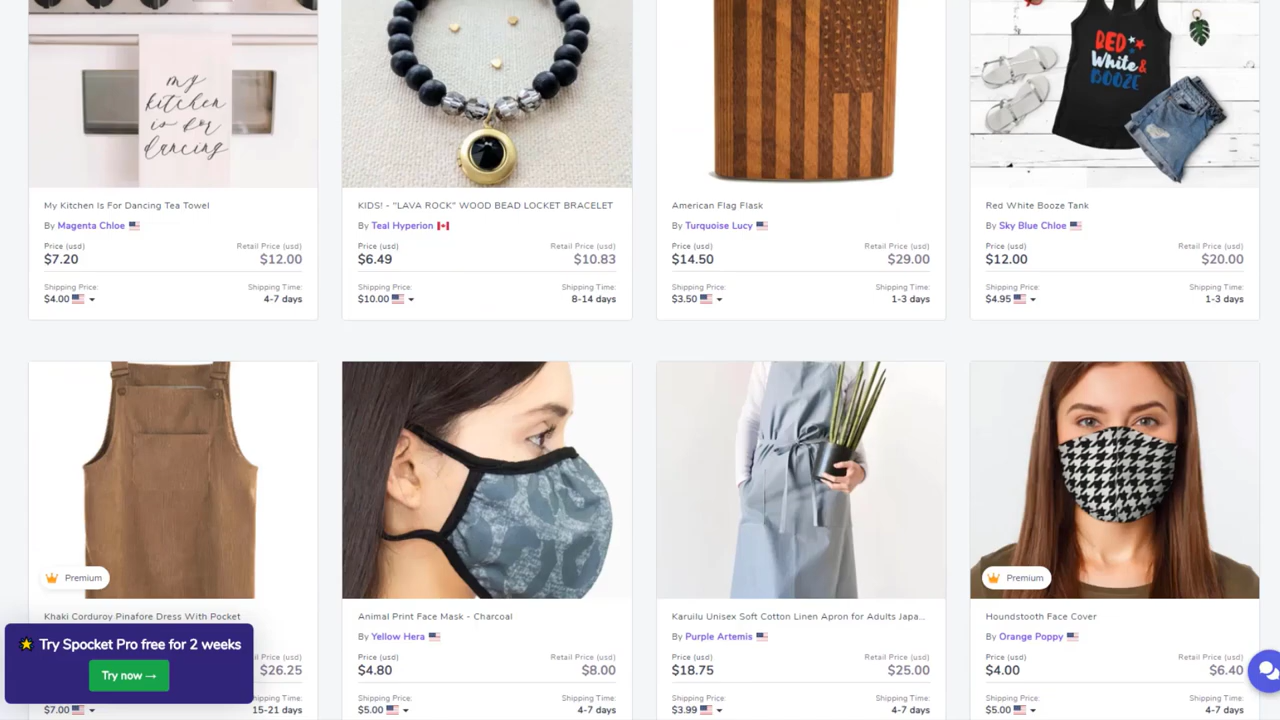 my
kitchen
is for
dancing
RED
White &
BOOZE
My Kitchen Is For Dancing Tea Towel
By Magenta Chloe
Price (usd) Retail Price (usd)
$7.20 $12.00
Shipping Price: Shipping Time:
$4.00 4-7 days
KIDS! - "LAVA ROCK" WOOD BEAD LOCKET BRACELET
By Teal Hyperion
Price (usd) Retail Price (usd)
$6.49 $10.83
Shipping Price: Shipping Time:
$10.00 8-14 days
American Flag Flask
By Turquoise Lucy
Price (usd) Retail Price (usd)
$14.50 $29.00
Shipping Price: Shipping Time:
$3.50 1-3 days
Red White Booze Tank
By Sky Blue Chloe
Price (usd) Retail Price (usd)
$12.00 $20.00
Shipping Price: Shipping Time:
$4.95 1-3 days
Premium
Khaki Corduroy Pinafore Dress With Pocket
Retail Price (usd)
$26.25
Shipping Time:
$7.00 15-21 days
Try Spocket Pro free for 2 weeks
Try now →
Animal Print Face Mask - Charcoal
By Yellow Hera
Price (usd) Retail Price (usd)
$4.80 $8.00
Shipping Price: Shipping Time:
$5.00 4-7 days
Karuilu Unisex Soft Cotton Linen Apron for Adults Japa...
By Purple Artemis
Price (usd) Retail Price (usd)
$18.75 $25.00
Shipping Price: Shipping Time:
$3.99 4-7 days
Premium
Houndstooth Face Cover
By Orange Poppy
Price (usd) Retail Price (usd)
$4.00 $6.40
Shipping Price: Shipping Time:
$5.00 4-7 days